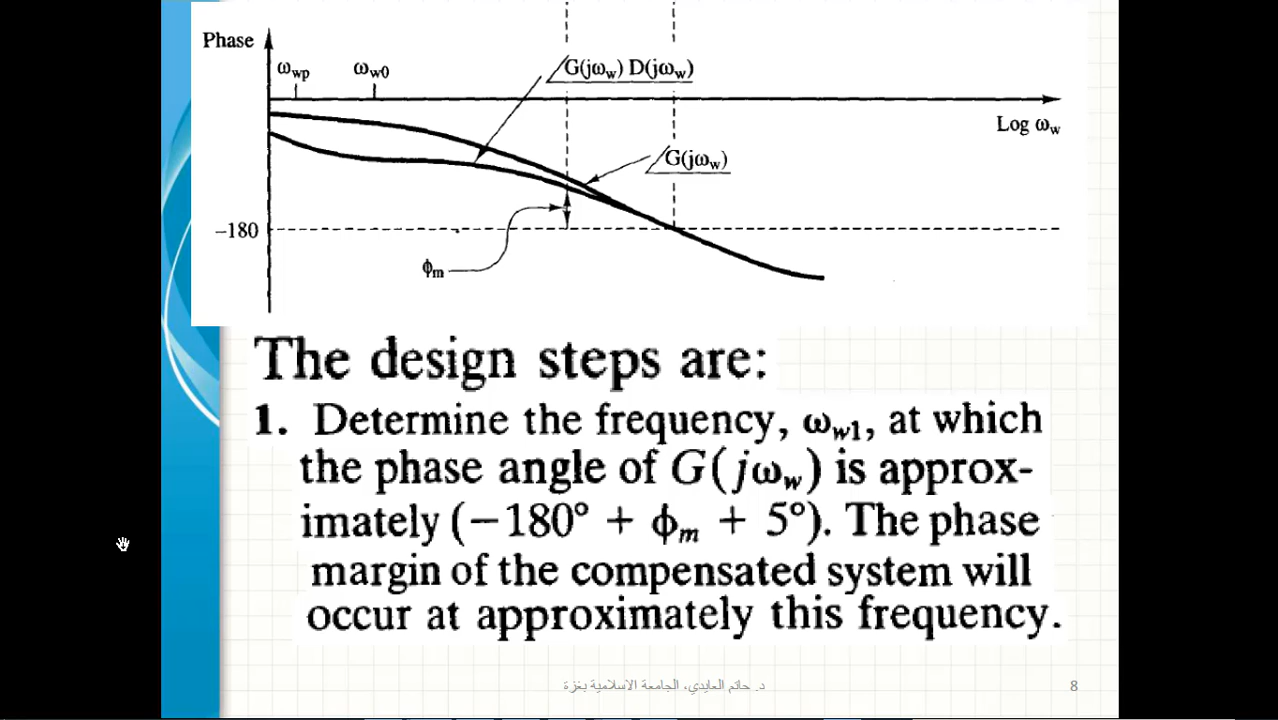 Phase
ω_wp ω_w0
∠G(jω_w) D(jω_w)
Log ω_w
∠G(jω_w)
−180
ϕ_m
The design steps are:
1. Determine the frequency, ω_w1, at which
the phase angle of G(jω_w) is approx-
imately (−180° + ϕ_m + 5°). The phase
margin of the compensated system will
occur at approximately this frequency.
د. حاتم العايدي، الجامعة الاسلامية بغزة
8